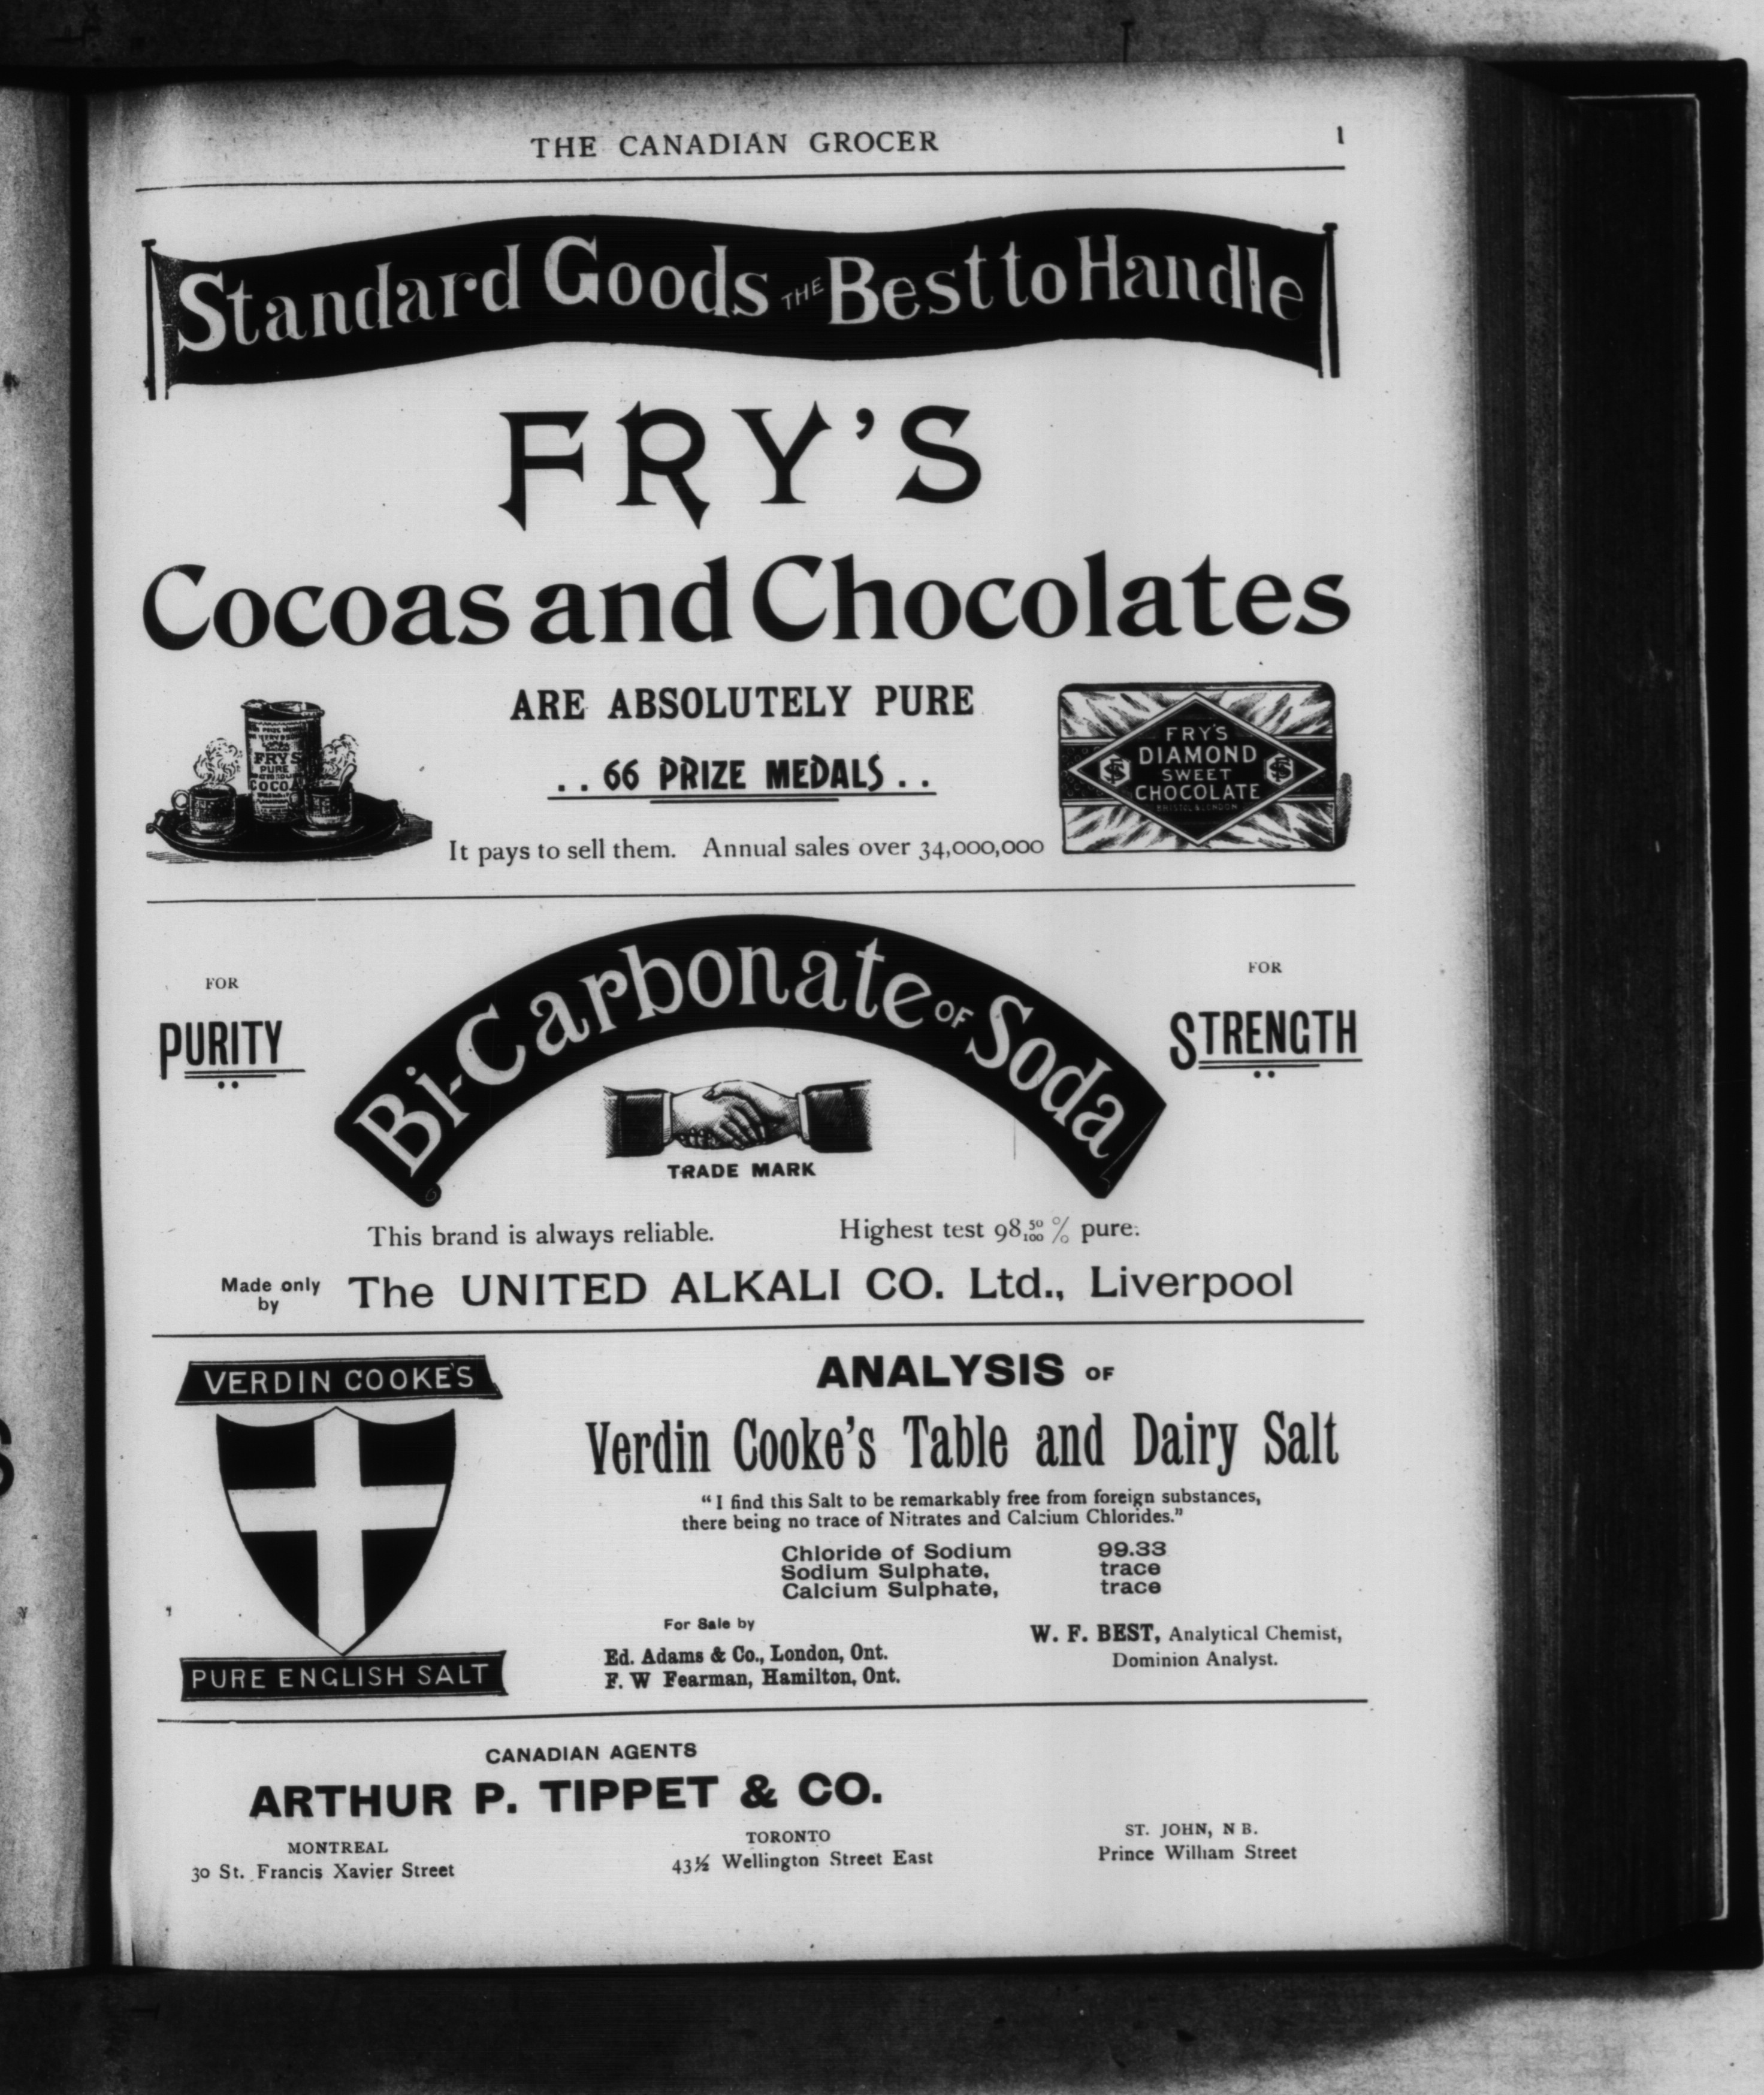 THE CANADIAN GROCER 1
Standard Goods THE Best to Handle
FRY'S
Cocoas and Chocolates
ARE ABSOLUTELY PURE
. . 66 PRIZE MEDALS . .
It pays to sell them. Annual sales over 34,000,000
FRY'S
PURE
COCOA
FRY'S
DIAMOND
SWEET
CHOCOLATE
BRISTOL & LONDON
FOR
PURITY
Bi-Carbonate OF Soda
FOR
STRENGTH
TRADE MARK
This brand is always reliable. Highest test 98 50/100 % pure.
Made only
by
The UNITED ALKALI CO. Ltd., Liverpool
VERDIN COOKE'S
PURE ENGLISH SALT
ANALYSIS OF
Verdin Cooke's Table and Dairy Salt
"I find this Salt to be remarkably free from foreign substances,
there being no trace of Nitrates and Calcium Chlorides."
Chloride of Sodium 99.33
Sodium Sulphate, trace
Calcium Sulphate, trace
For Sale by
Ed. Adams & Co., London, Ont.
F. W Fearman, Hamilton, Ont.
W. F. BEST, Analytical Chemist,
Dominion Analyst.
CANADIAN AGENTS
ARTHUR P. TIPPET & CO.
MONTREAL
30 St. Francis Xavier Street
TORONTO
43½ Wellington Street East
ST. JOHN, N B.
Prince William Street